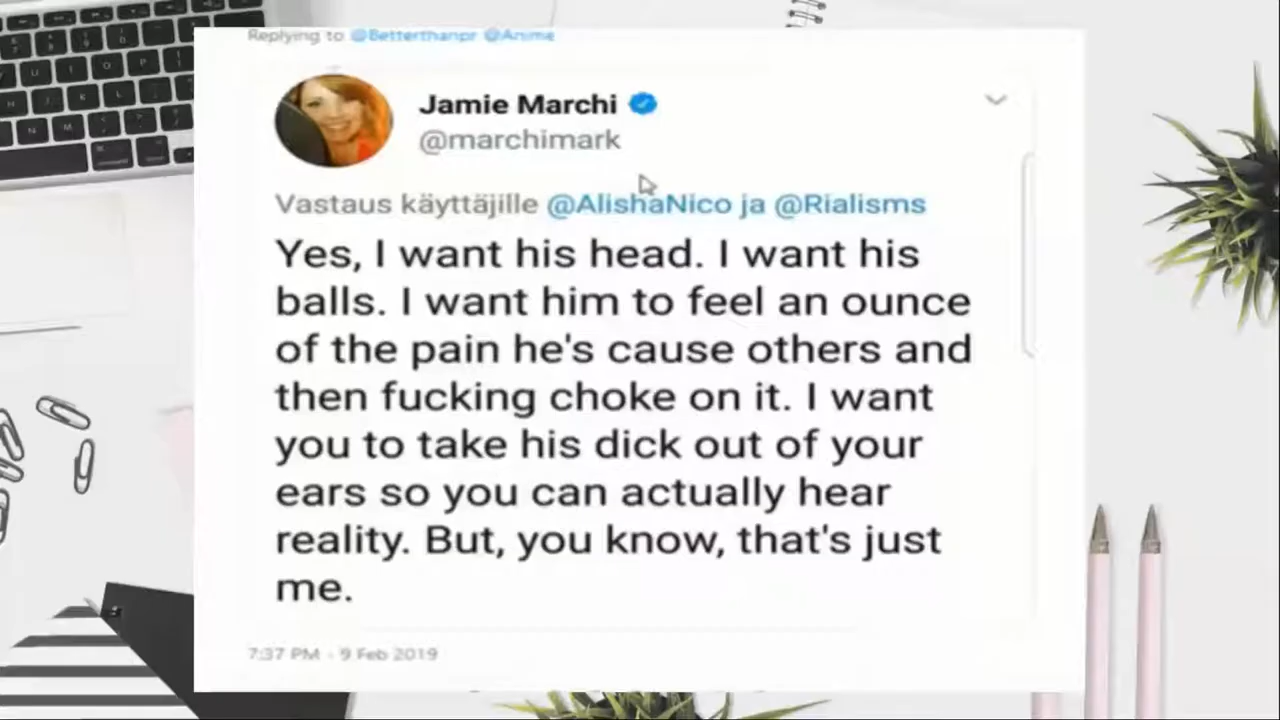 Replying to @Betterthanpr @Anime
Jamie Marchi
@marchimark
Vastaus käyttäjille @AlishaNico ja @Rialisms
Yes, I want his head. I want his
balls. I want him to feel an ounce
of the pain he's cause others and
then fucking choke on it. I want
you to take his dick out of your
ears so you can actually hear
reality. But, you know, that's just
me.
7:37 PM - 9 Feb 2019